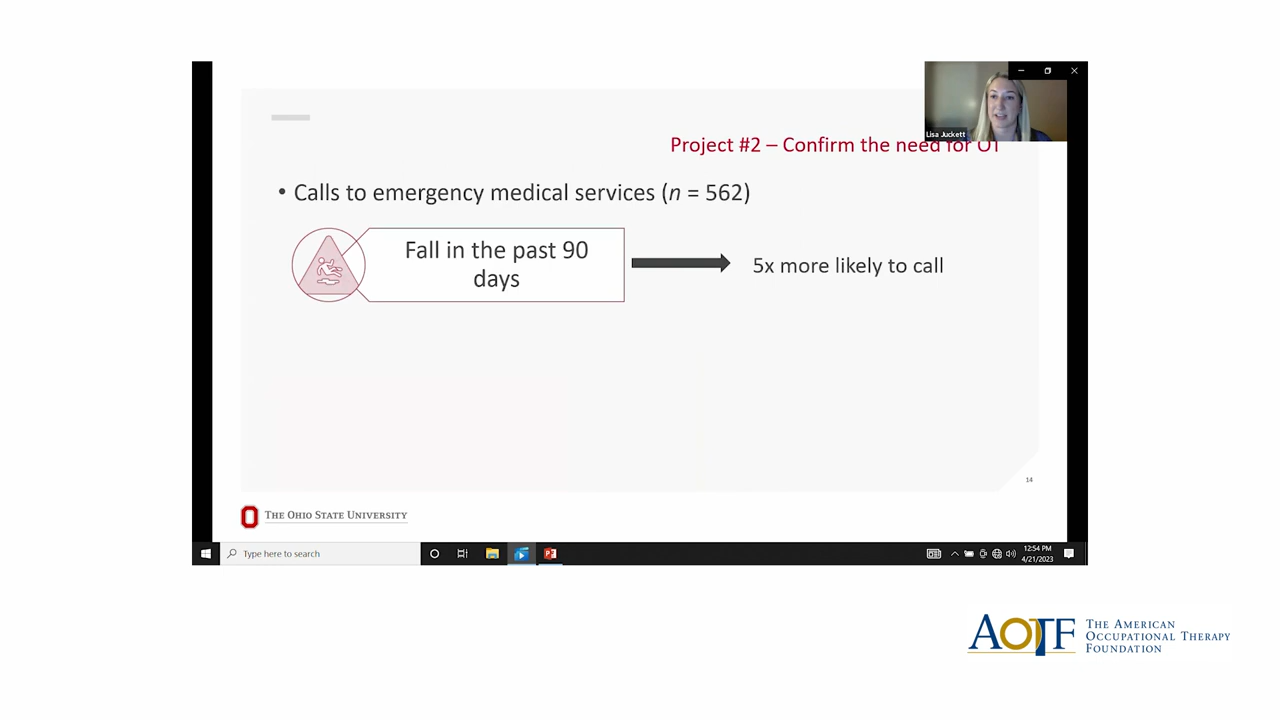 Lisa Juckett
Project #2 – Confirm the need for OT
• Calls to emergency medical services (n = 562)
Fall in the past 90
days
5x more likely to call
14
THE OHIO STATE UNIVERSITY
Type here to search
12:54 PM
4/21/2023
AOTF
THE AMERICAN
OCCUPATIONAL THERAPY
FOUNDATION